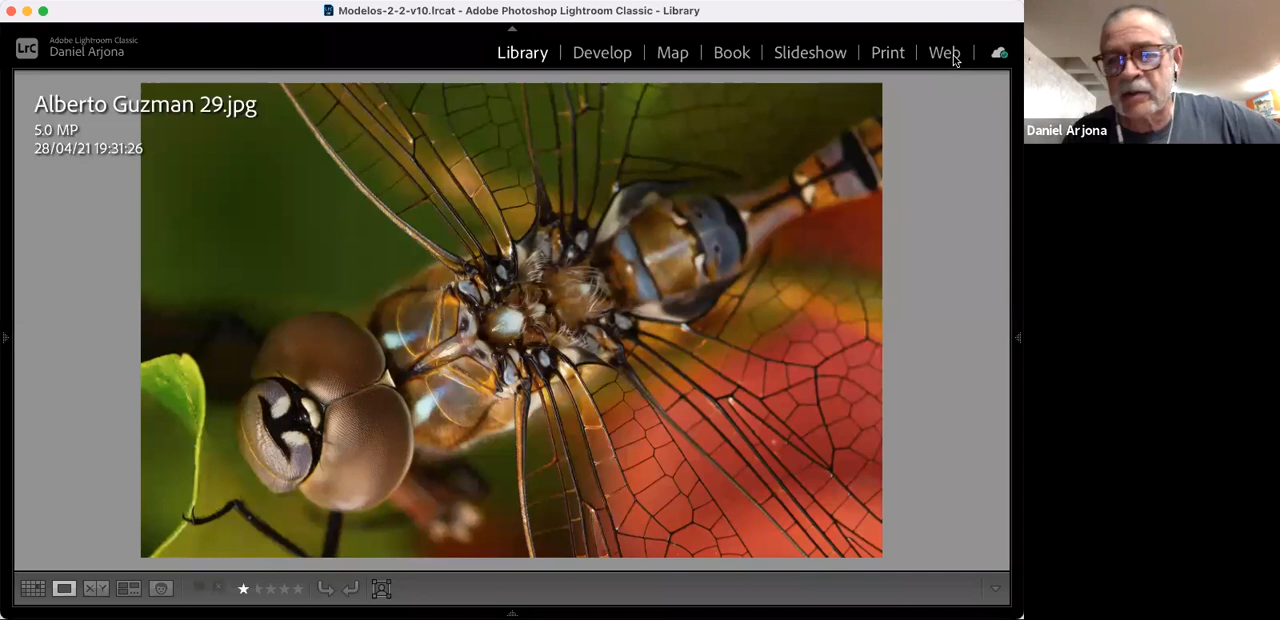 Modelos-2-2-v10.lrcat - Adobe Photoshop Lightroom Classic - Library
LrC
Adobe Lightroom Classic
Daniel Arjona
Library | Develop | Map | Book | Slideshow | Print | Web |
Alberto Guzman 29.jpg
5.0 MP
28/04/21 19:31:26
Daniel Arjona
X Y